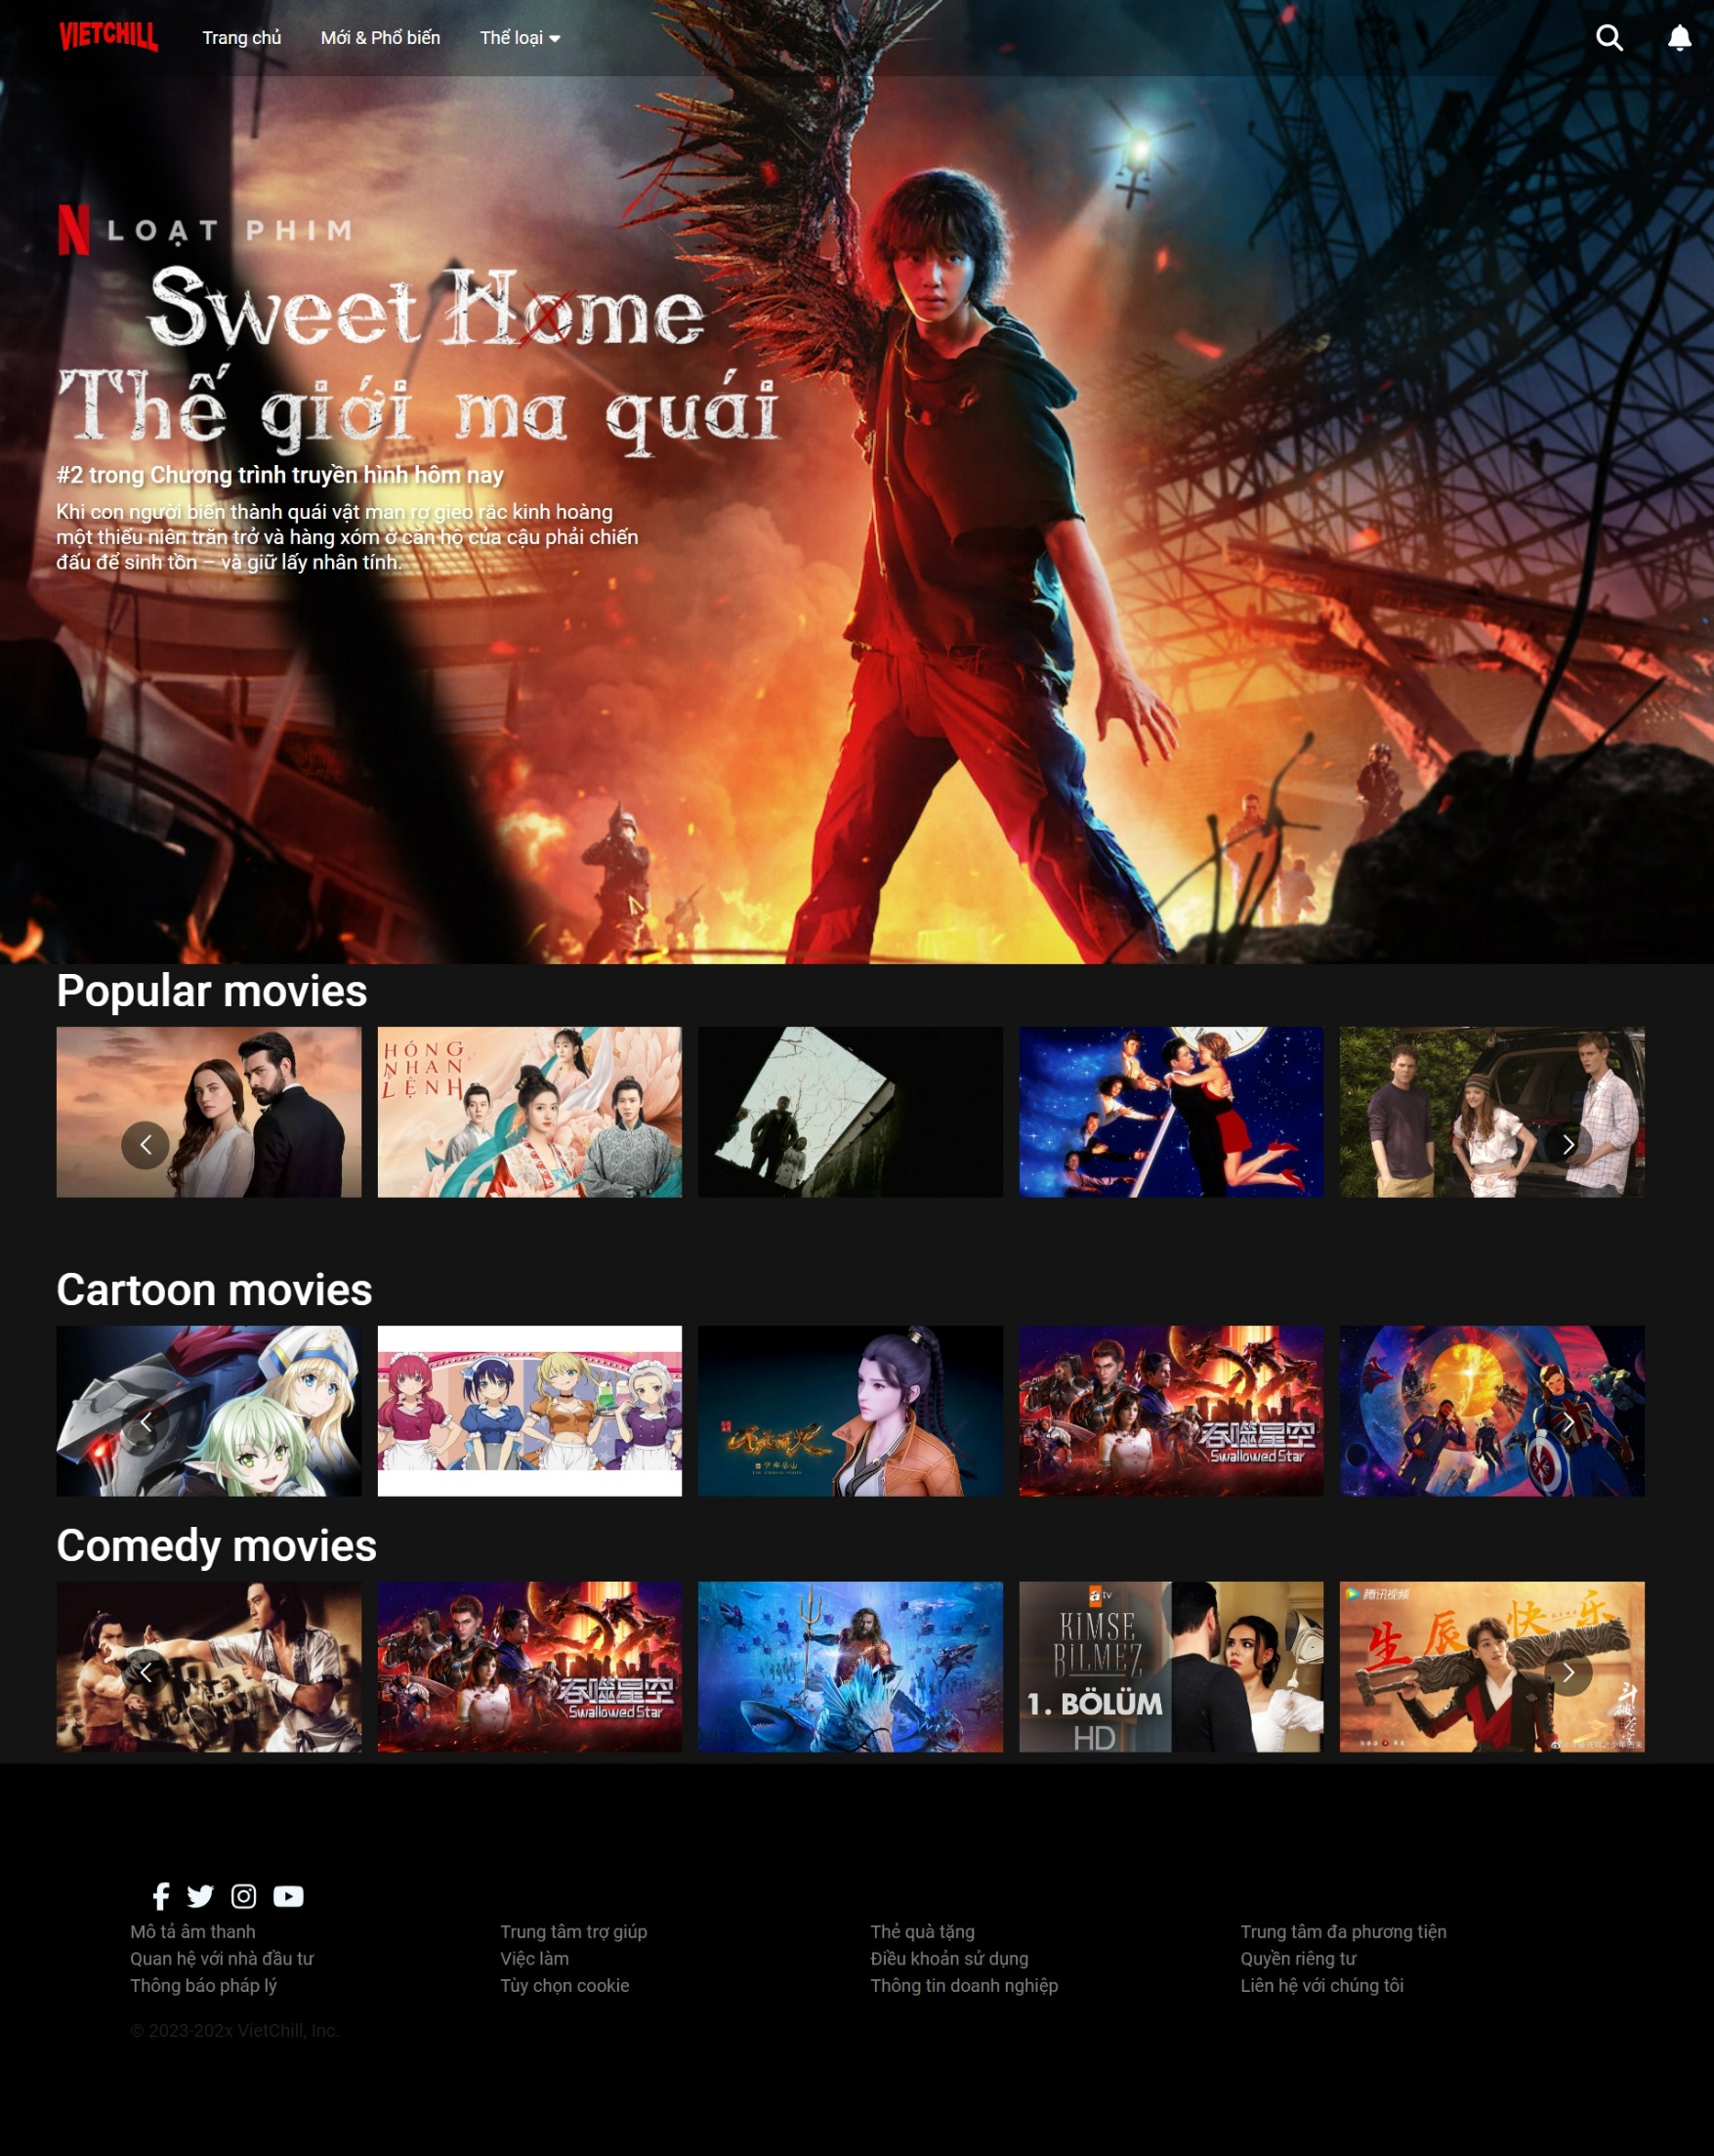 VIETCHILL
Trang chủ
Mới & Phổ biến
Thể loại
N LOẠT PHIM
Sweet Home
Thế giới ma quái
#2 trong Chương trình truyền hình hôm nay
Khi con người biến thành quái vật man rợ gieo rắc kinh hoàng
một thiếu niên trăn trở và hàng xóm ở căn hộ của cậu phải chiến
đấu để sinh tồn – và giữ lấy nhân tính.
Popular movies
HỒNG
NHAN
LỆNH
Cartoon movies
吞噬星空
Swallowed Star
Comedy movies
吞噬星空
Swallowed Star
atv
KIMSE
BILMEZ
1. BÖLÜM
HD
腾讯视频
生辰快乐
Mô tả âm thanh
Quan hệ với nhà đầu tư
Thông báo pháp lý
Trung tâm trợ giúp
Việc làm
Tùy chọn cookie
Thẻ quà tặng
Điều khoản sử dụng
Thông tin doanh nghiệp
Trung tâm đa phương tiện
Quyền riêng tư
Liên hệ với chúng tôi
© 2023-202x VietChill, Inc.